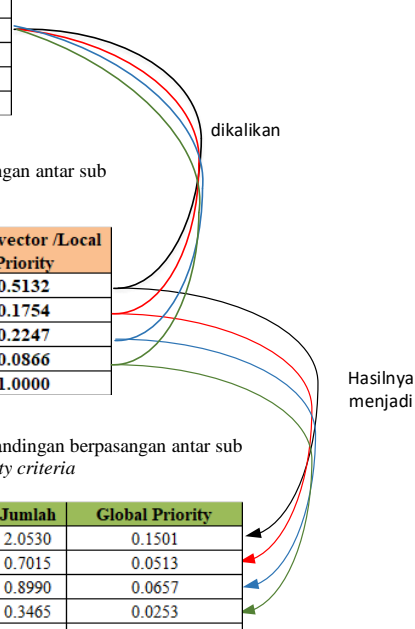 dikalikan
ngan antar sub
vector /Local
Priority
0.5132
0.1754
0.2247
0.0866
1.0000
Hasilnya
menjadi
andingan berpasangan antar sub
ty criteria
Jumlah Global Priority
2.0530 0.1501
0.7015 0.0513
0.8990 0.0657
0.3465 0.0253